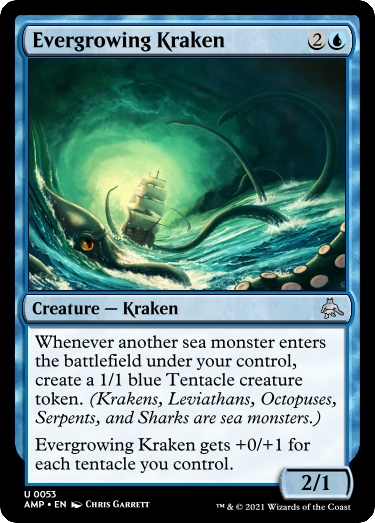 Evergrowing Kraken 2
Creature — Kraken
Whenever another sea monster enters
the battlefield under your control,
create a 1/1 blue Tentacle creature
token. (Krakens, Leviathans, Octopuses,
Serpents, and Sharks are sea monsters.)
Evergrowing Kraken gets +0/+1 for
each tentacle you control.
2/1
U 0053
AMP • EN Chris Garrett
™ & © 2021 Wizards of the Coast